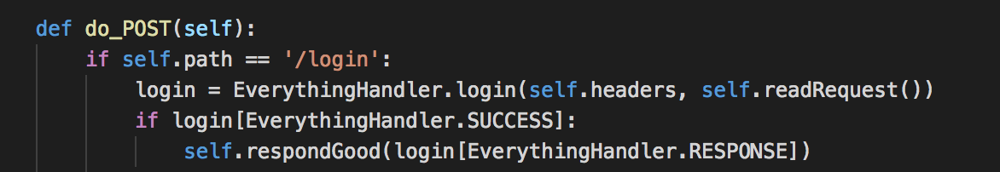 def do_POST(self):
    if self.path == '/login':
        login = EverythingHandler.login(self.headers, self.readRequest())
        if login[EverythingHandler.SUCCESS]:
            self.respondGood(login[EverythingHandler.RESPONSE])